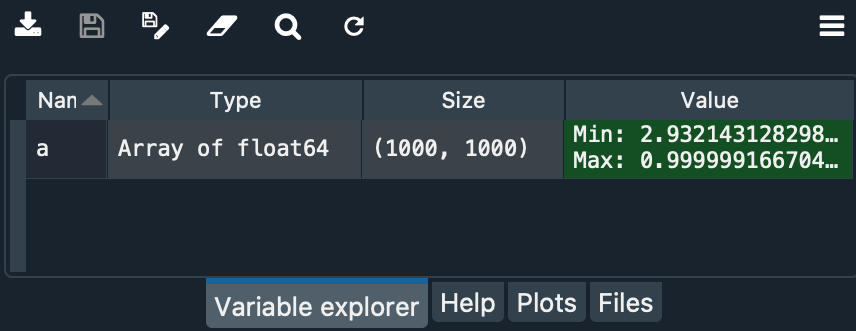 Nan Type Size Value
a Array of float64 (1000, 1000) Min: 2.932143128298…
Max: 0.999999166704…
Variable explorer Help Plots Files